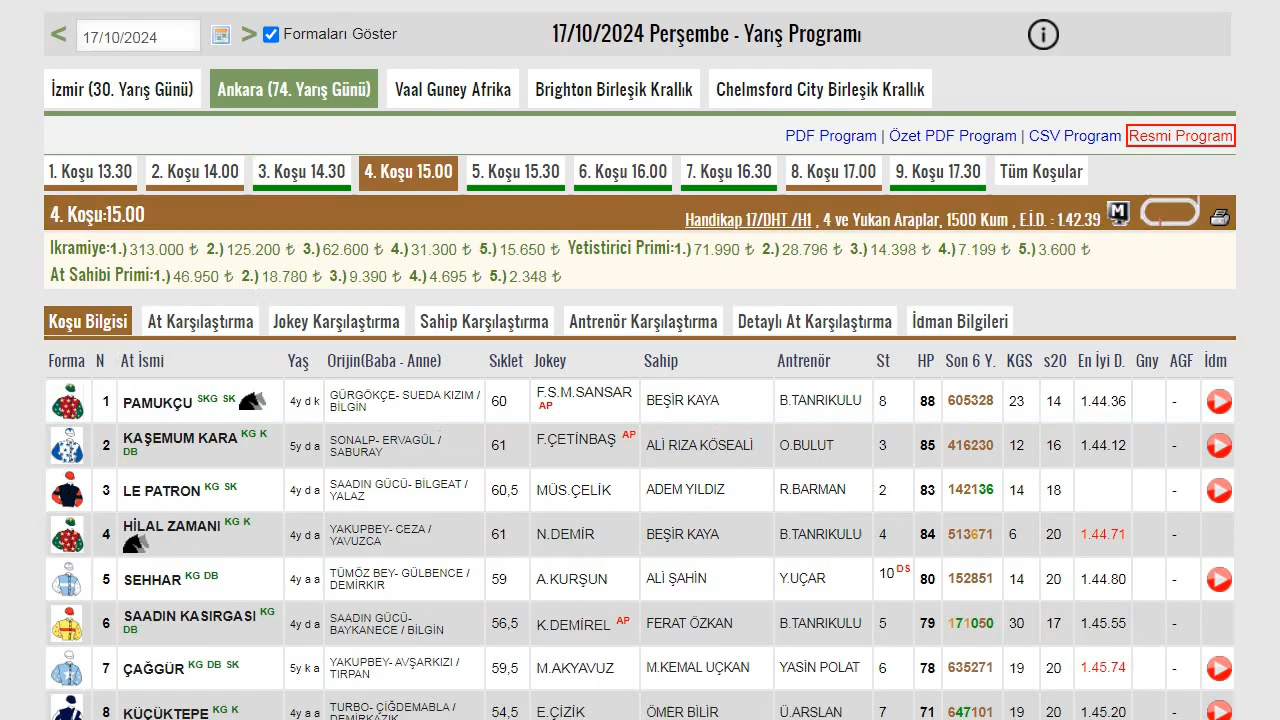 17/10/2024 Formaları Göster 17/10/2024 Perşembe - Yarış Programı
İzmir (30. Yarış Günü) Ankara (74. Yarış Günü) Vaal Guney Afrika Brighton Birleşik Krallık Chelmsford City Birleşik Krallık
PDF Program | Özet PDF Program | CSV Program Resmi Program
1. Koşu 13.30 2. Koşu 14.00 3. Koşu 14.30 4. Koşu 15.00 5. Koşu 15.30 6. Koşu 16.00 7. Koşu 16.30 8. Koşu 17.00 9. Koşu 17.30 Tüm Koşular
4. Koşu:15.00 Handikap 17/DHT /H1 , 4 ve Yukarı Araplar, 1500 Kum , E.İ.D. : 1.42.39 M
Ikramiye:1.) 313.000 ₺ 2.) 125.200 ₺ 3.) 62.600 ₺ 4.) 31.300 ₺ 5.) 15.650 ₺ Yetistirici Primi:1.) 71.990 ₺ 2.) 28.796 ₺ 3.) 14.398 ₺ 4.) 7.199 ₺ 5.) 3.600 ₺
At Sahibi Primi:1.) 46.950 ₺ 2.) 18.780 ₺ 3.) 9.390 ₺ 4.) 4.695 ₺ 5.) 2.348 ₺
Koşu Bilgisi At Karşılaştırma Jokey Karşılaştırma Sahip Karşılaştırma Antrenör Karşılaştırma Detaylı At Karşılaştırma İdman Bilgileri
Forma N At İsmi Yaş Orijin(Baba - Anne) Sıklet Jokey Sahip Antrenör St HP Son 6 Y. KGS s20 En İyi D. Gny AGF İdm
1 PAMUKÇU SKG SK 4y d k GÜRGÖKÇE- SUEDA KIZIM / BİLGİN 60 F.S.M.SANSAR AP BEŞİR KAYA B.TANRIKULU 8 88 605328 23 14 1.44.36 -
2 KAŞEMUM KARA KG K DB 5y d a SONALP- ERVAGÜL / SABURAY 61 F.ÇETİNBAŞ AP ALİ RIZA KÖSEALİ O.BULUT 3 85 416230 12 16 1.44.12 -
3 LE PATRON KG SK 4y d a SAADIN GÜCÜ- BİLGEAT / YALAZ 60,5 MÜS.ÇELİK ADEM YILDIZ R.BARMAN 2 83 142136 14 18 -
4 HİLAL ZAMANI KG K 4y d a YAKUPBEY- CEZA / YAVUZCA 61 N.DEMİR BEŞİR KAYA B.TANRIKULU 4 84 513671 6 20 1.44.71 -
5 SEHHAR KG DB 4y a a TÜMÖZ BEY- GÜLBENCE / DEMİRKIR 59 A.KURŞUN ALİ ŞAHİN Y.UÇAR 10 DS 80 152851 14 20 1.44.80 -
6 SAADIN KASIRGASI KG DB 4y d a SAADIN GÜCÜ- BAYKANECE / BİLGİN 56,5 K.DEMİREL AP FERAT ÖZKAN B.TANRIKULU 5 79 171050 30 17 1.45.55 -
7 ÇAĞGÜR KG DB SK 5y k a YAKUPBEY- AVŞARKIZI / TIRPAN 59,5 M.AKYAVUZ M.KEMAL UÇKAN YASİN POLAT 6 78 635271 19 20 1.45.74 -
8 KÜÇÜKTEPE KG K 4y a a TURBO- ÇİĞDEMABLA / DEMİRKAZIK 54,5 E.ÇİZİK ÖMER BİLİR Ü.ARSLAN 7 71 647101 19 20 1.45.20 -